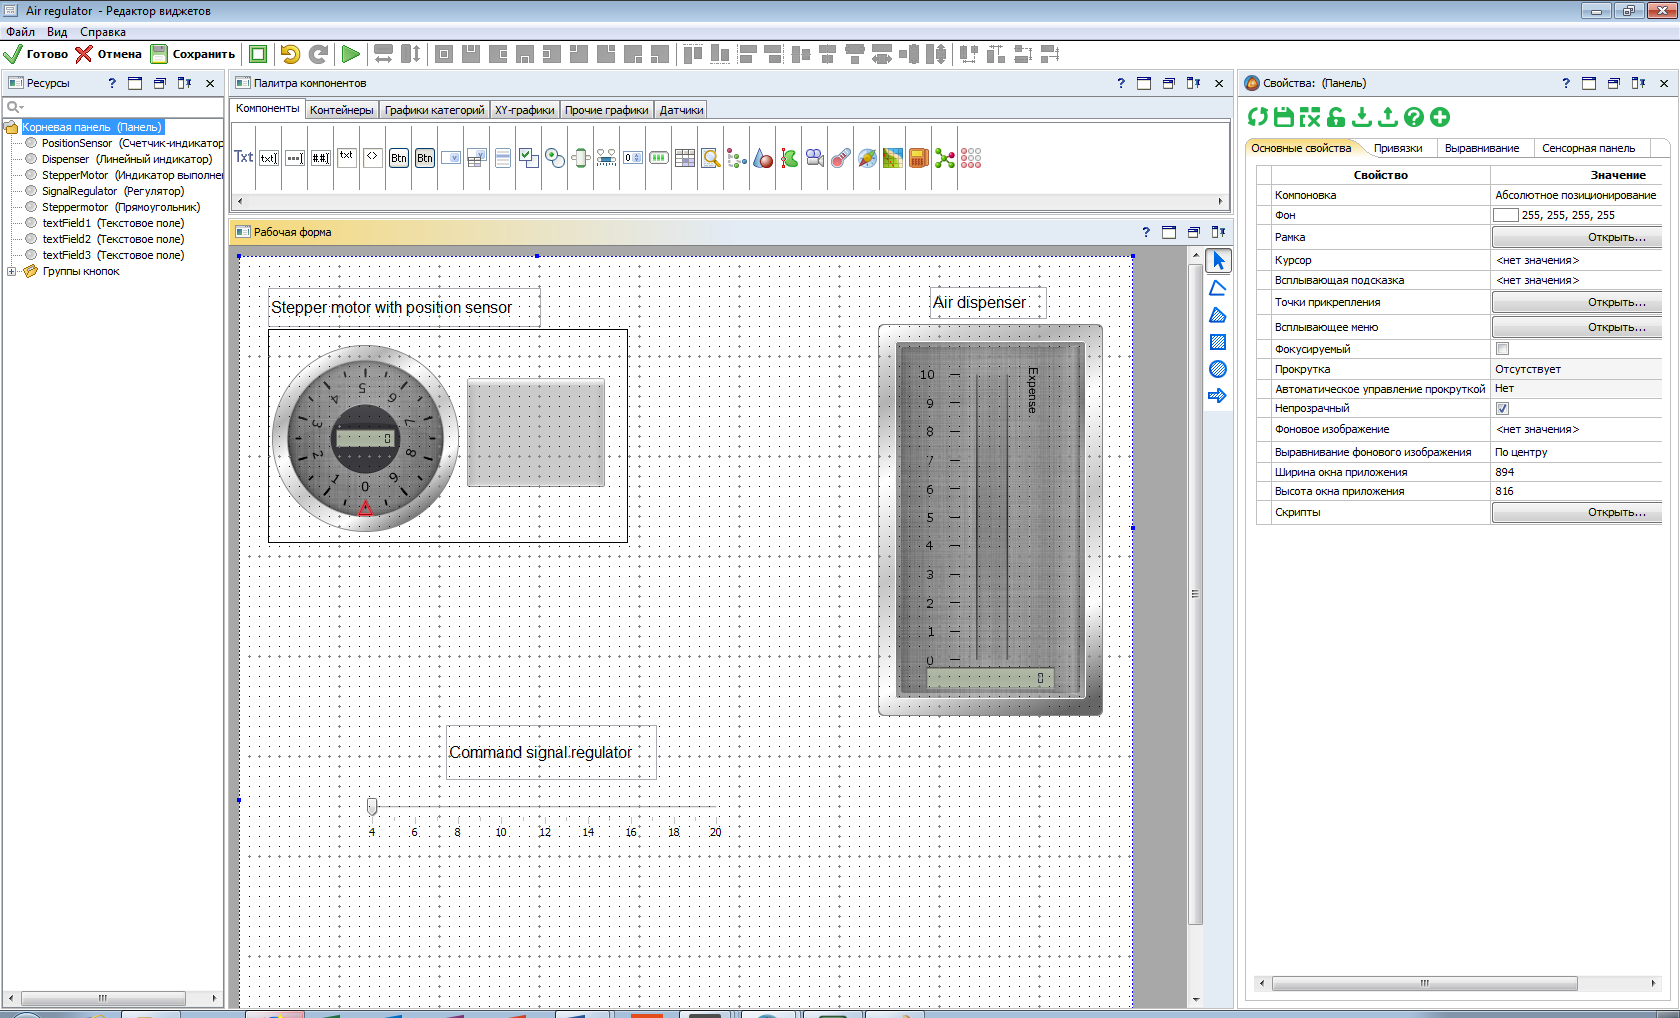 Air regulator - Редактор виджетов
Файл Вид Справка
Готово Отмена Сохранить
Ресурсы
Корневая панель (Панель)
PositionSensor (Счетчик-индикатор
Dispenser (Линейный индикатор)
StepperMotor (Индикатор выполнен
SignalRegulator (Регулятор)
Steppermotor (Прямоугольник)
textField1 (Текстовое поле)
textField2 (Текстовое поле)
textField3 (Текстовое поле)
Группы кнопок
Палитра компонентов
Компоненты Контейнеры Графики категорий XY-графики Прочие графики Датчики
Txt txt ##.# txt <> Btn Btn 0
Рабочая форма
Stepper motor with position sensor
0 1 2 3 4 5 6 7 8 9
0
Air dispenser
Expense
10
9
8
7
6
5
4
3
2
1
0
0
Command signal regulator
4 6 8 10 12 14 16 18 20
Свойства: (Панель)
Основные свойства Привязки Выравнивание Сенсорная панель
Свойство Значение
Компоновка Абсолютное позиционирование
Фон 255, 255, 255, 255
Рамка Открыть...
Курсор <нет значения>
Всплывающая подсказка <нет значения>
Точки прикрепления Открыть...
Всплывающее меню Открыть...
Фокусируемый
Прокрутка Отсутствует
Автоматическое управление прокруткой Нет
Непрозрачный
Фоновое изображение <нет значения>
Выравнивание фонового изображения По центру
Ширина окна приложения 894
Высота окна приложения 816
Скрипты Открыть...